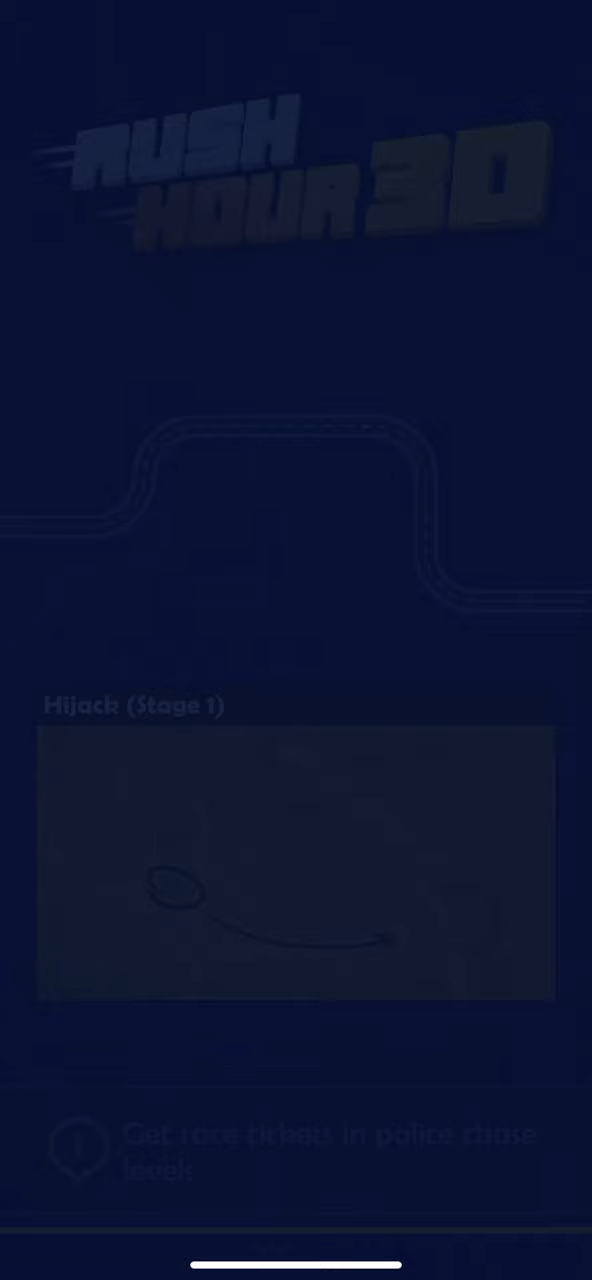 RUSH
HOUR 3D
Hijack (Stage 1)
Get race tickets in police chase
levels